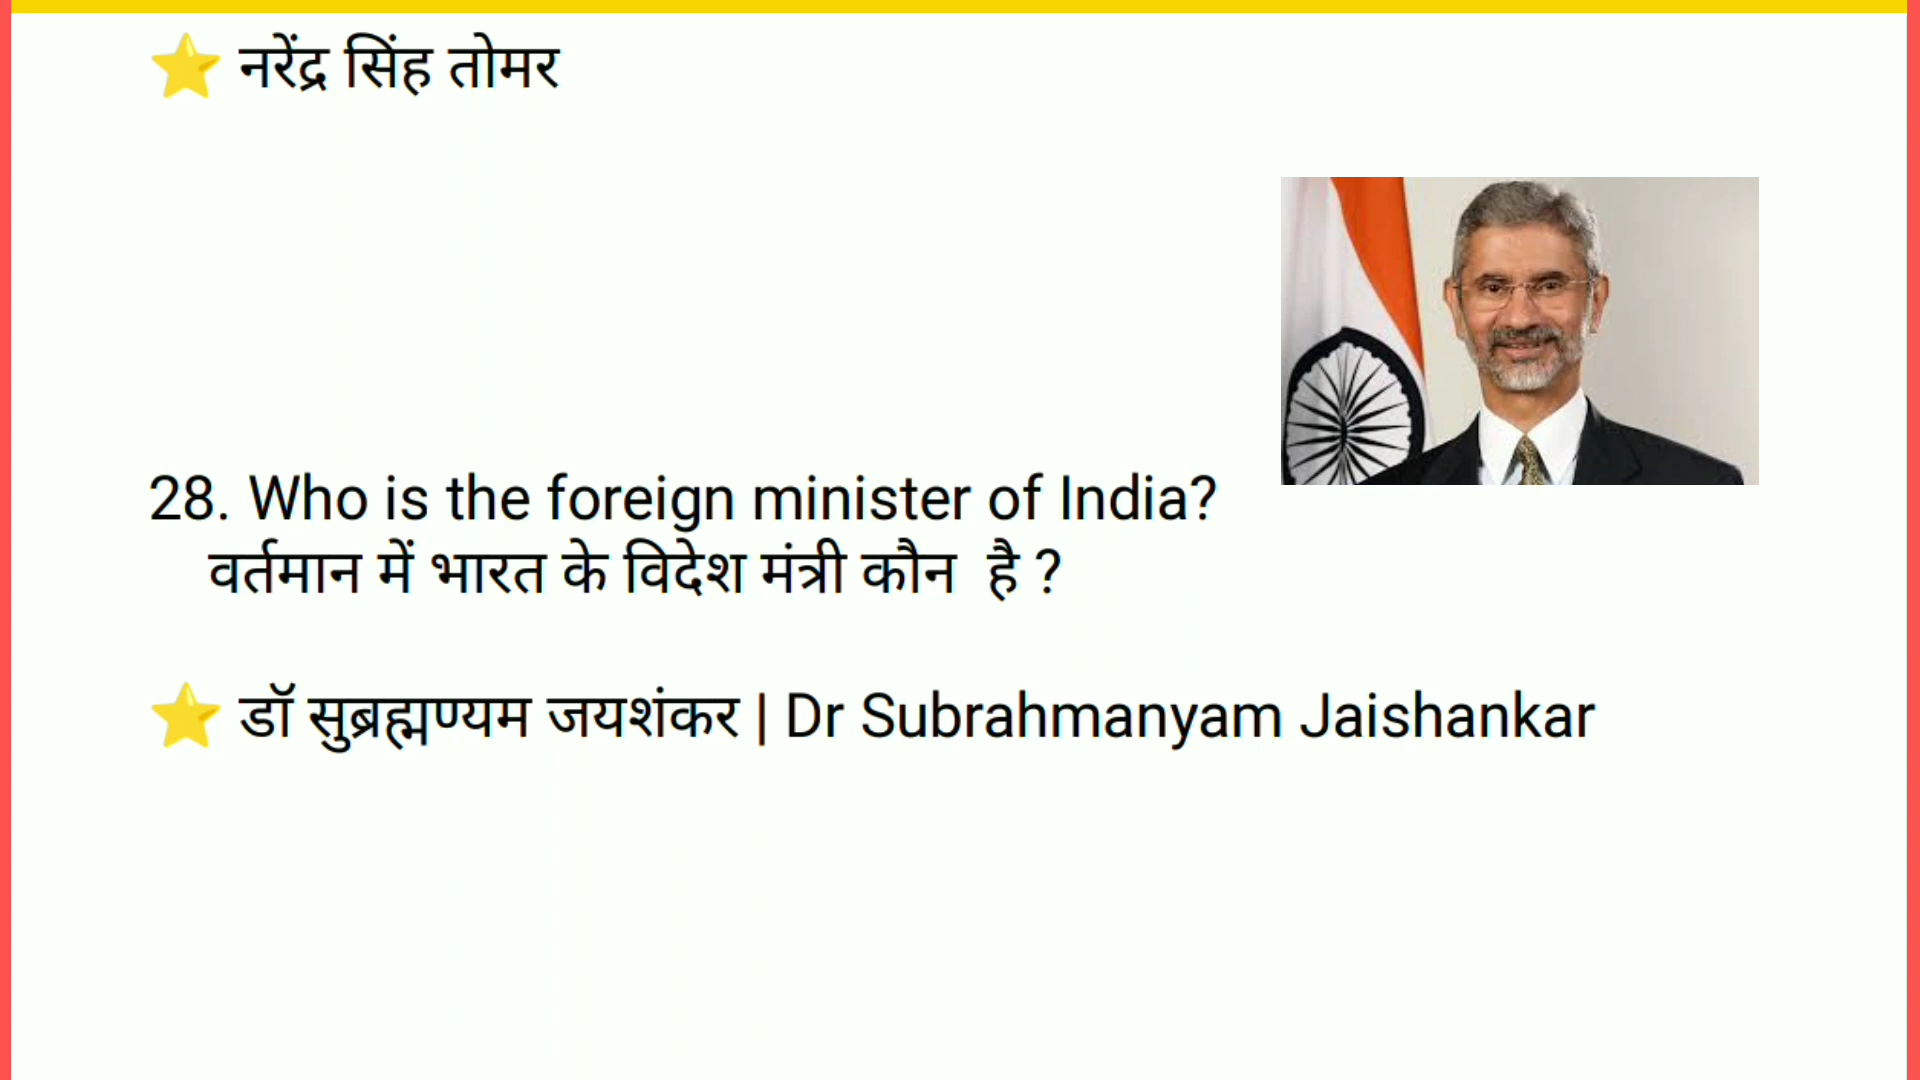 ⭐ नरेंद्र सिंह तोमर
28. Who is the foreign minister of India?
वर्तमान में भारत के विदेश मंत्री कौन  है ?
⭐ डॉ सुब्रह्मण्यम जयशंकर | Dr Subrahmanyam Jaishankar